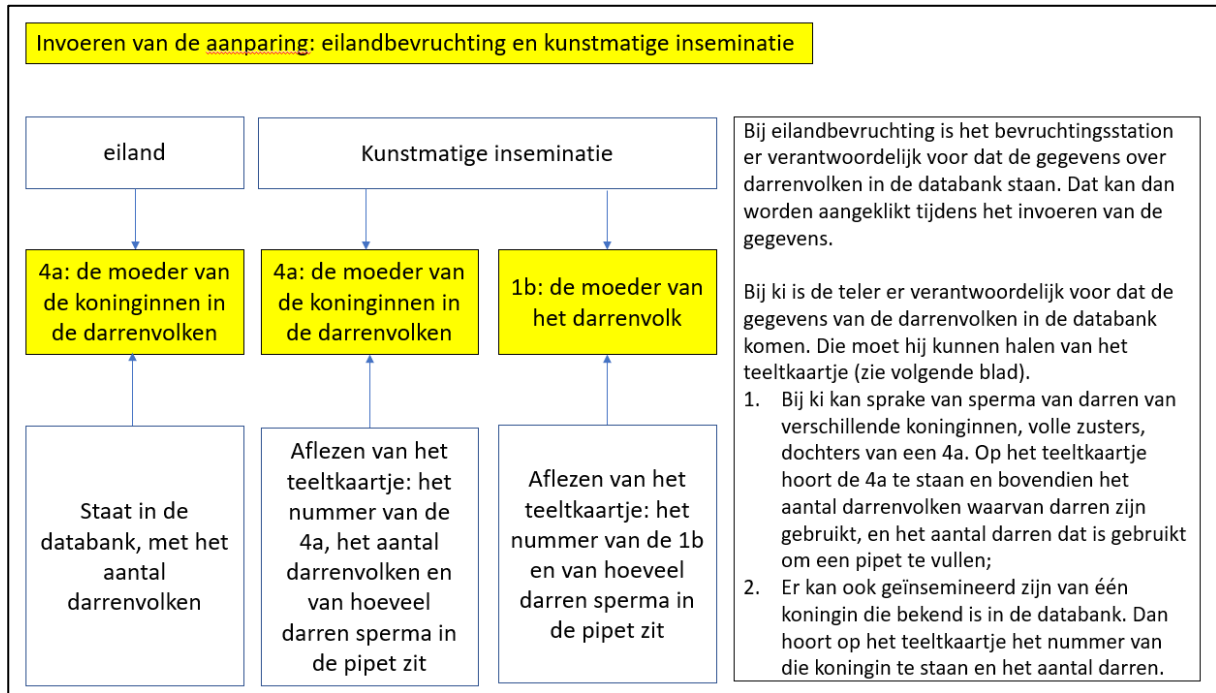 Invoeren van de aanparing: eilandbevruchting en kunstmatige inseminatie
eiland
Kunstmatige inseminatie
4a: de moeder van
de koninginnen in
de darrenvolken
4a: de moeder van
de koninginnen in
de darrenvolken
1b: de moeder van
het darrenvolk
Staat in de
databank, met het
aantal
darrenvolken
Aflezen van het
teeltkaartje: het
nummer van de
4a, het aantal
darrenvolken en
van hoeveel
darren sperma in
de pipet zit
Aflezen van het
teeltkaartje: het
nummer van de 1b
en van hoeveel
darren sperma in
de pipet zit
Bij eilandbevruchting is het bevruchtingsstation
er verantwoordelijk voor dat de gegevens over
darrenvolken in de databank staan. Dat kan dan
worden aangeklikt tijdens het invoeren van de
gegevens.
Bij ki is de teler er verantwoordelijk voor dat de
gegevens van de darrenvolken in de databank
komen. Die moet hij kunnen halen van het
teeltkaartje (zie volgende blad).
1. Bij ki kan sprake van sperma van darren van
verschillende koninginnen, volle zusters,
dochters van een 4a. Op het teeltkaartje
hoort de 4a te staan en bovendien het
aantal darrenvolken waarvan darren zijn
gebruikt, en het aantal darren dat is gebruikt
om een pipet te vullen;
2. Er kan ook geïnsemineerd zijn van één
koningin die bekend is in de databank. Dan
hoort op het teeltkaartje het nummer van
die koningin te staan en het aantal darren.